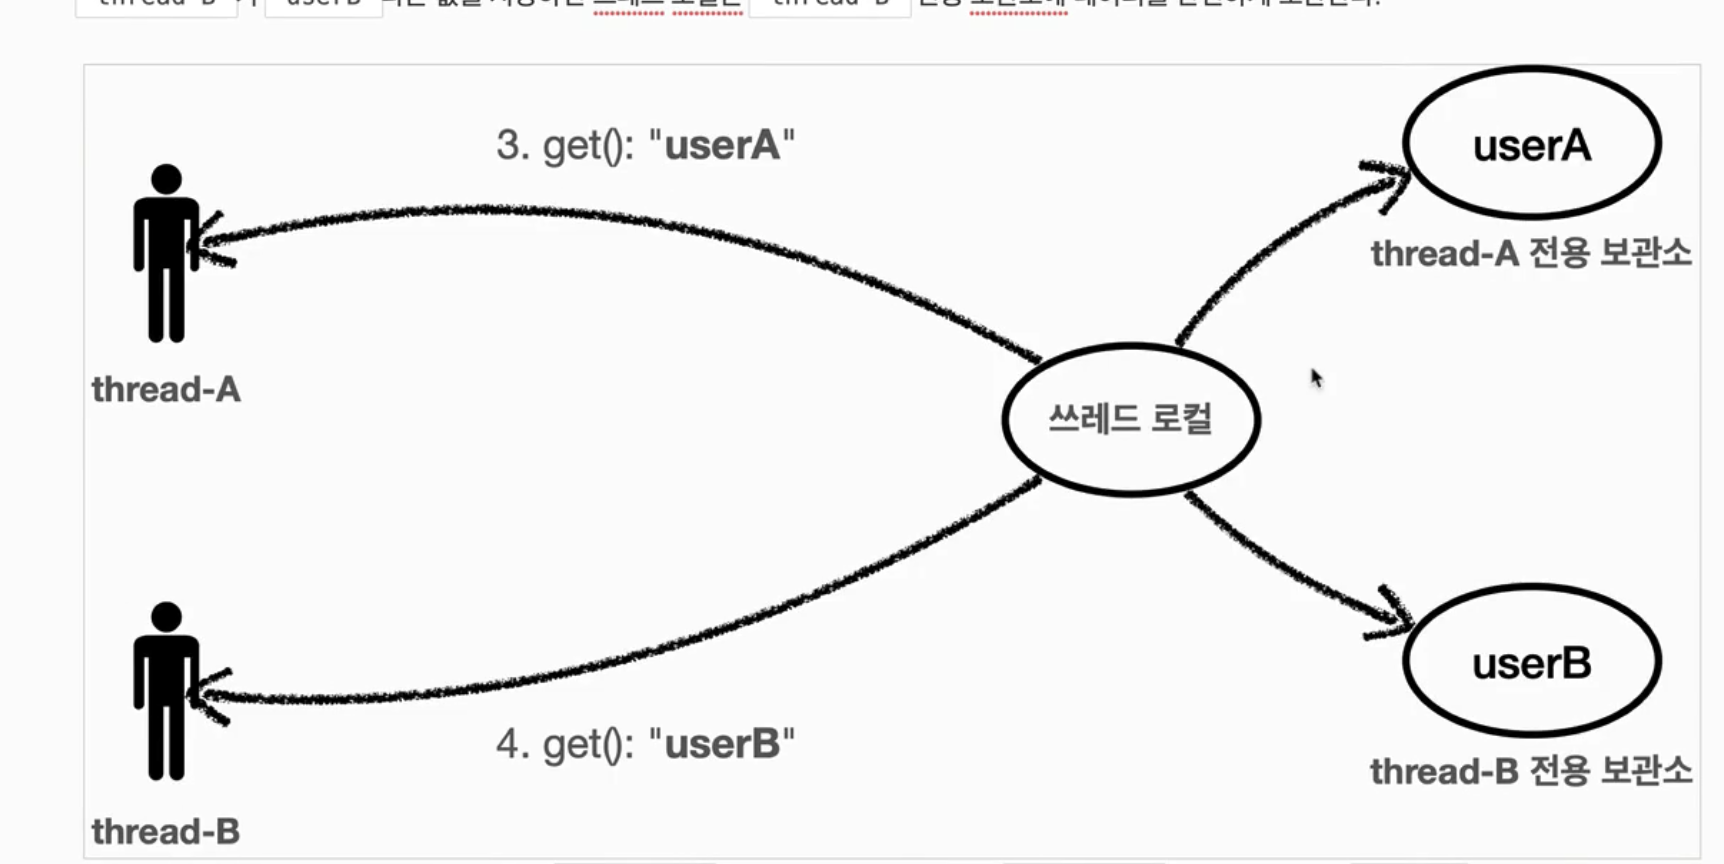 3. get(): "userA"
userA
thread-A 전용 보관소
thread-A
쓰레드 로컬
userB
4. get(): "userB"
thread-B 전용 보관소
thread-B